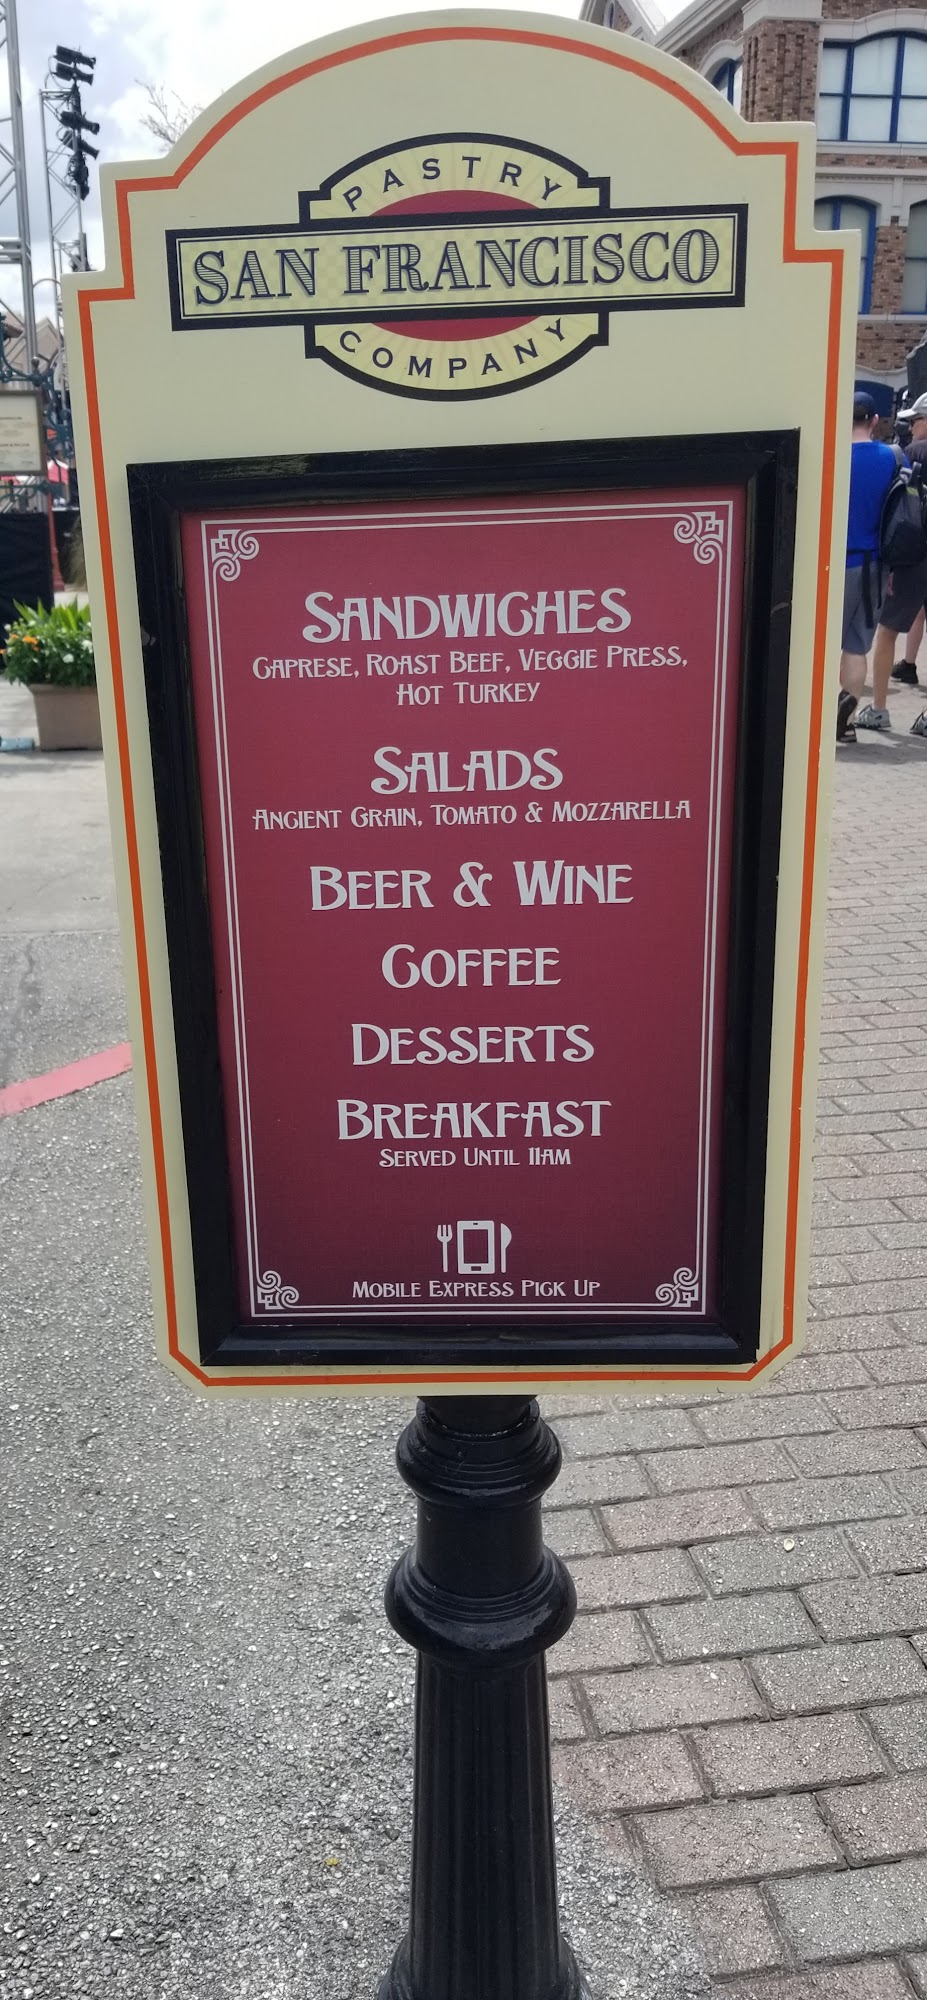 PASTRY
SAN FRANCISCO
COMPANY
SANDWICHES
CAPRESE, ROAST BEEF, VEGGIE PRESS,
HOT TURKEY
SALADS
ANCIENT GRAIN, TOMATO & MOZZARELLA
BEER & WINE
COFFEE
DESSERTS
BREAKFAST
SERVED UNTIL 11AM
MOBILE EXPRESS PICK UP